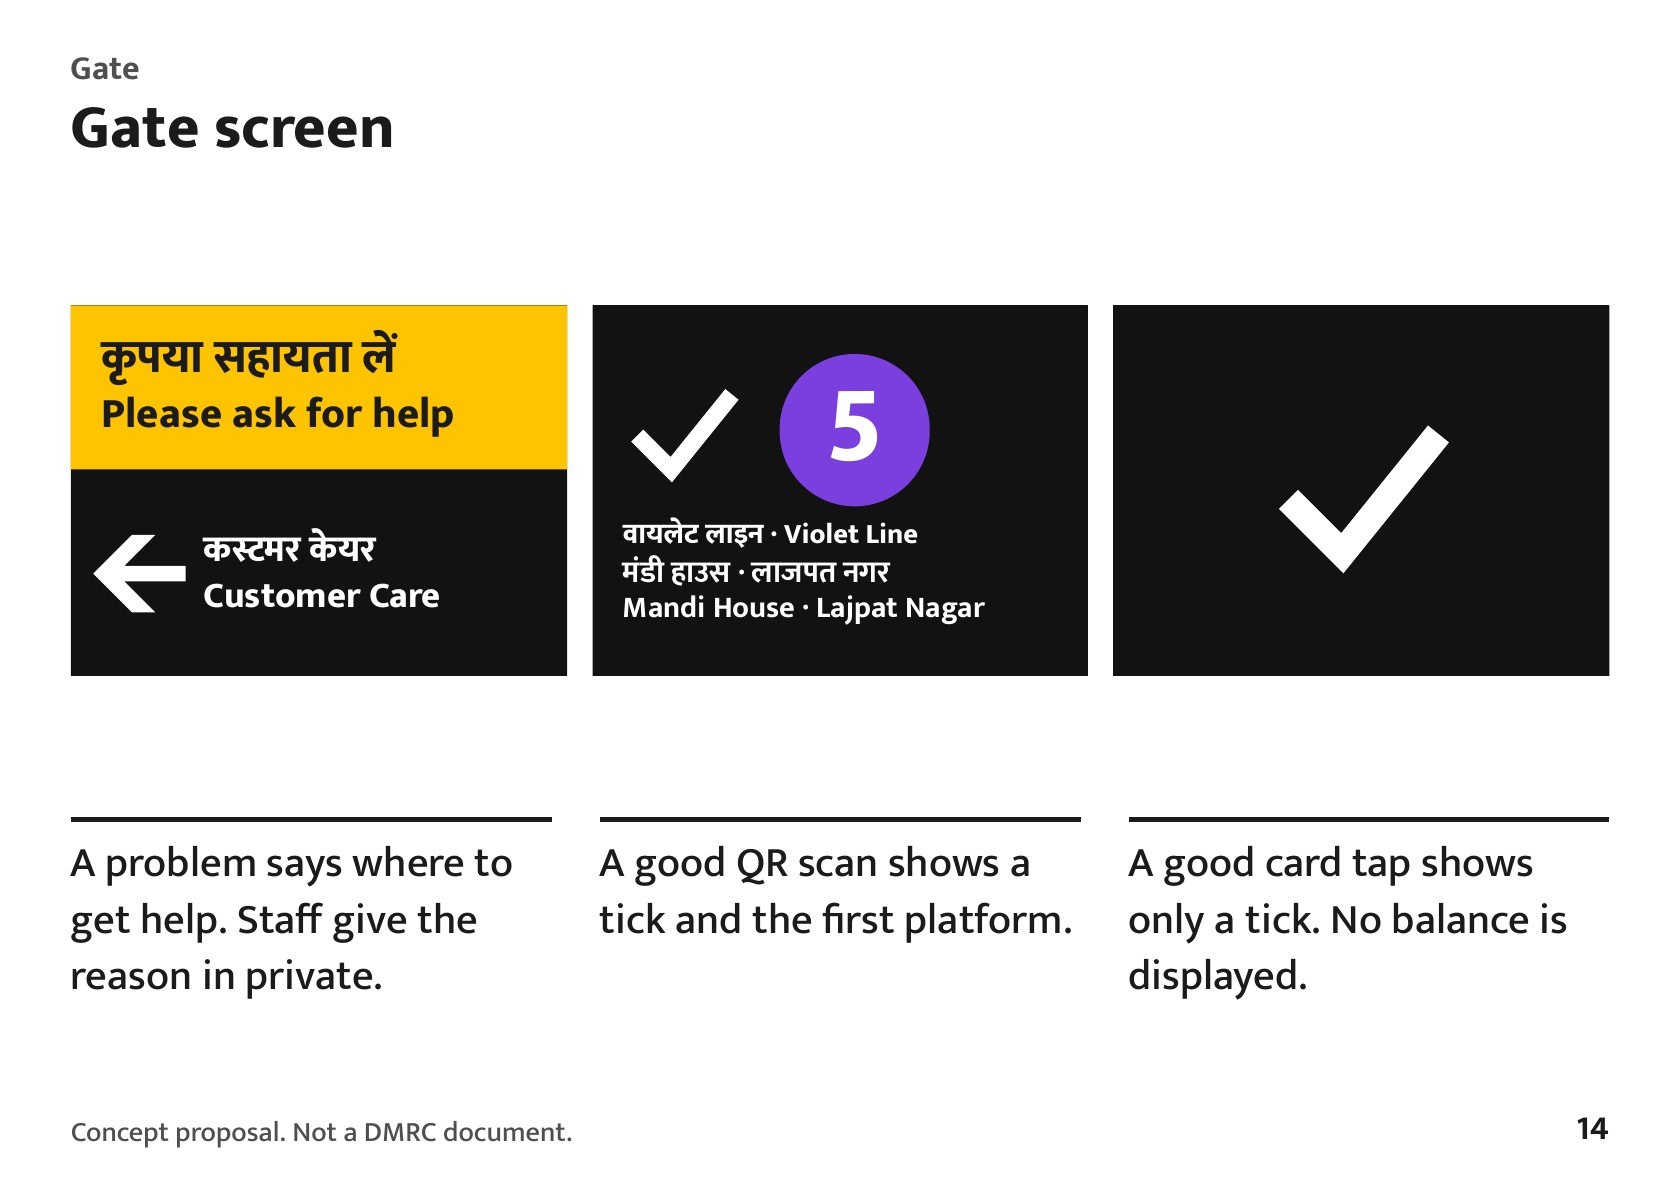 Gate
Gate screen
कृपया सहायता लें
Please ask for help
कस्टमर केयर
Customer Care
5
वायलेट लाइन · Violet Line
मंडी हाउस · लाजपत नगर
Mandi House · Lajpat Nagar
A problem says where to
get help. Staff give the
reason in private.
A good QR scan shows a
tick and the first platform.
A good card tap shows
only a tick. No balance is
displayed.
Concept proposal. Not a DMRC document.
14